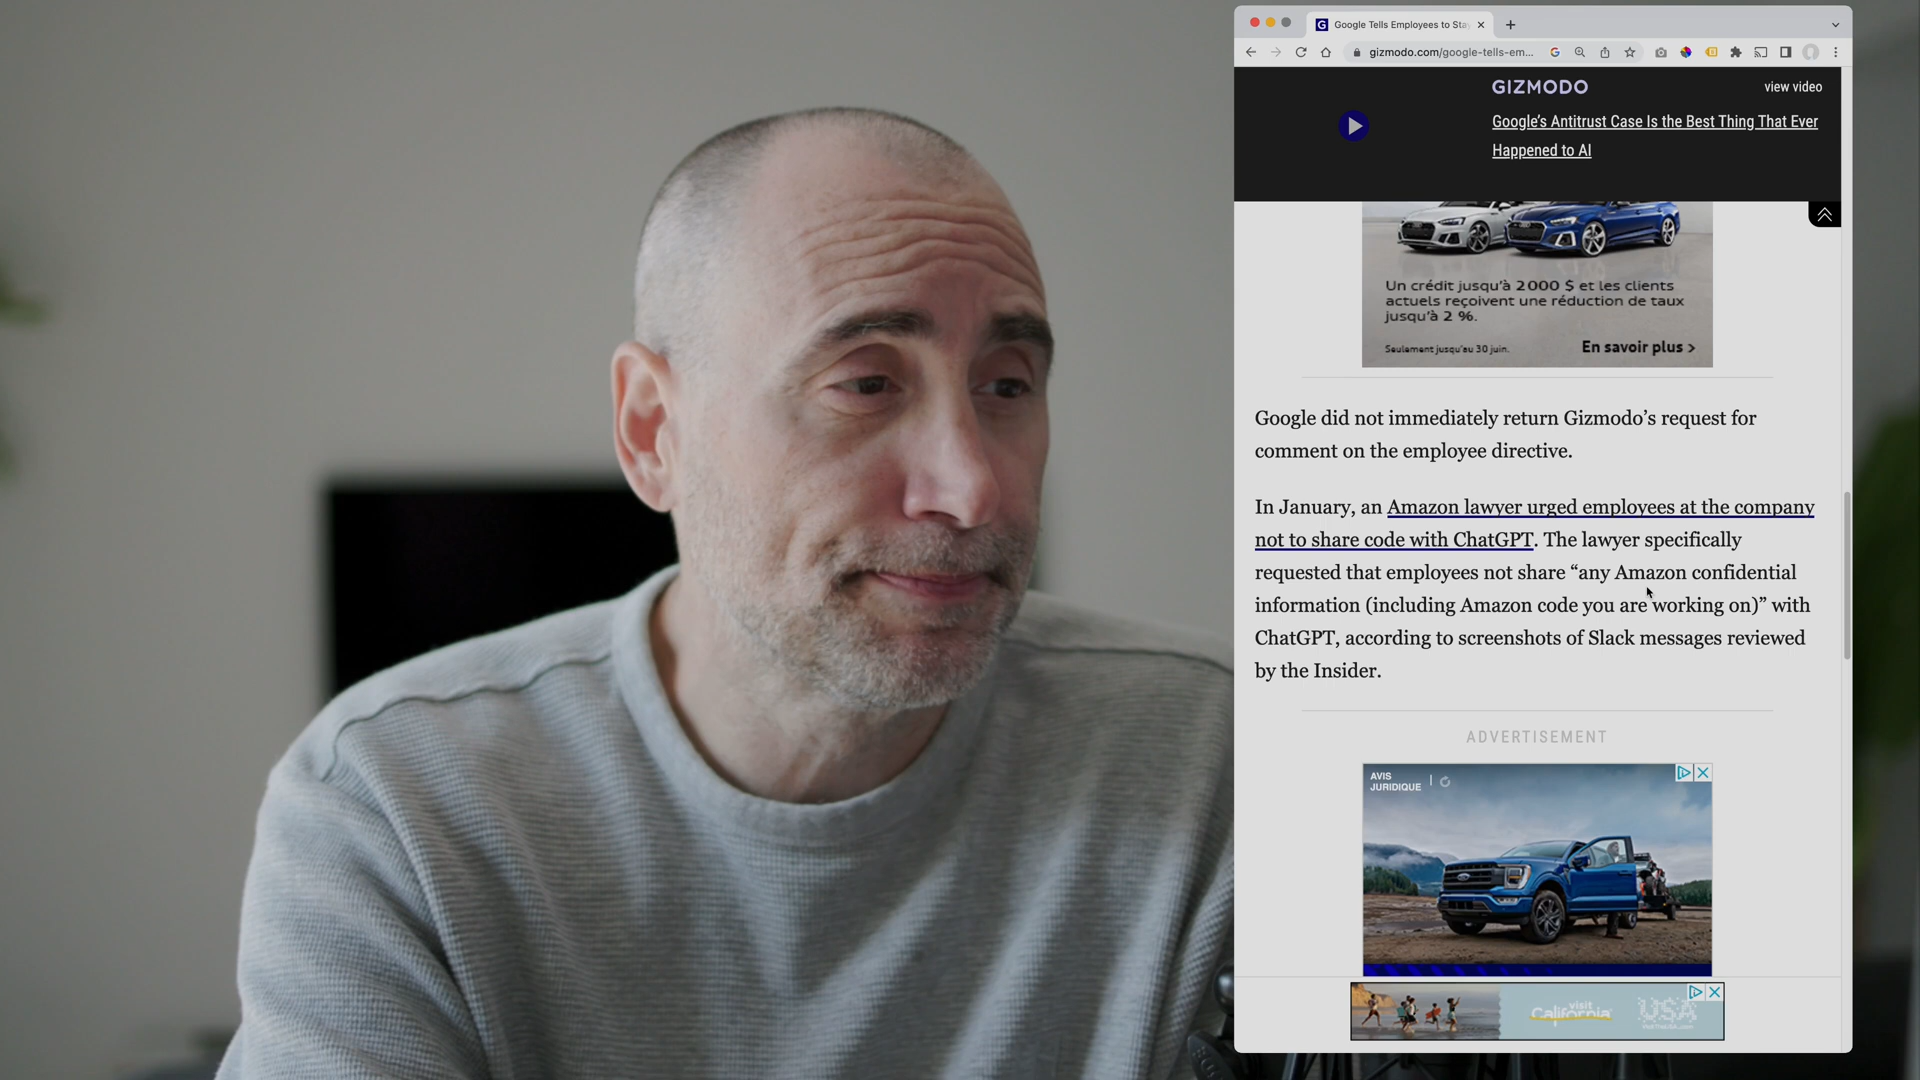 Google Tells Employees to Sta
gizmodo.com/google-tells-em...
GIZMODO
view video
Google's Antitrust Case Is the Best Thing That Ever
Happened to AI
Un crédit jusqu'à 2 000 $ et les clients
actuels reçoivent une réduction de taux
jusqu'à 2 %.
Seulement jusqu'au 30 juin.
En savoir plus >
Google did not immediately return Gizmodo's request for
comment on the employee directive.
In January, an Amazon lawyer urged employees at the company
not to share code with ChatGPT. The lawyer specifically
requested that employees not share “any Amazon confidential
information (including Amazon code you are working on)” with
ChatGPT, according to screenshots of Slack messages reviewed
by the Insider.
ADVERTISEMENT
AVIS
JURIDIQUE
visit
California
USA